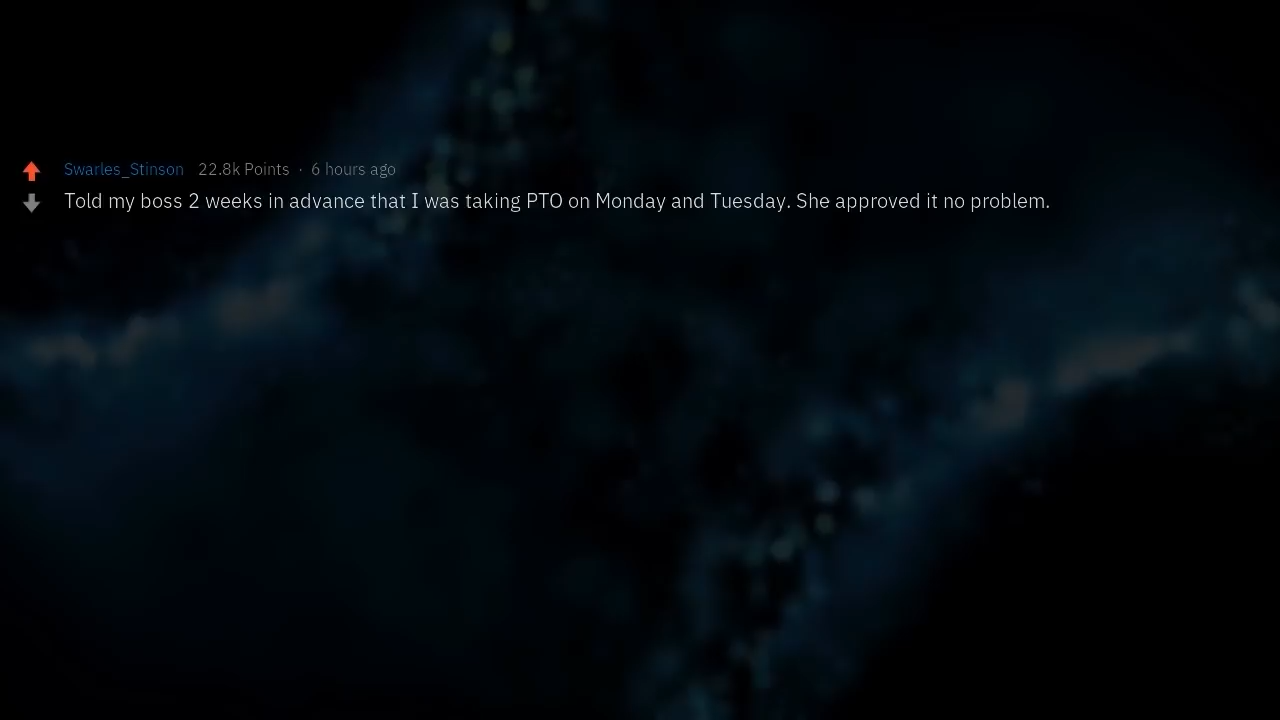 Swarles_Stinson 22.8k Points · 6 hours ago
Told my boss 2 weeks in advance that I was taking PTO on Monday and Tuesday. She approved it no problem.